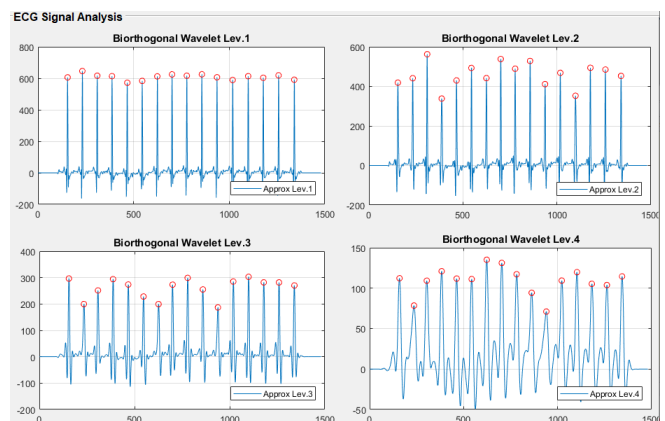 ECG Signal Analysis
Biorthogonal Wavelet Lev.1
800
600
400
200
0
-200
0 500 1000 1500
Approx Lev.1
Biorthogonal Wavelet Lev.2
600
400
200
0
-200
0 500 1000 1500
Approx Lev.2
Biorthogonal Wavelet Lev.3
400
300
200
100
0
-100
-200
0 500 1000 1500
Approx Lev.3
Biorthogonal Wavelet Lev.4
150
100
50
0
-50
0 500 1000 1500
Approx Lev.4